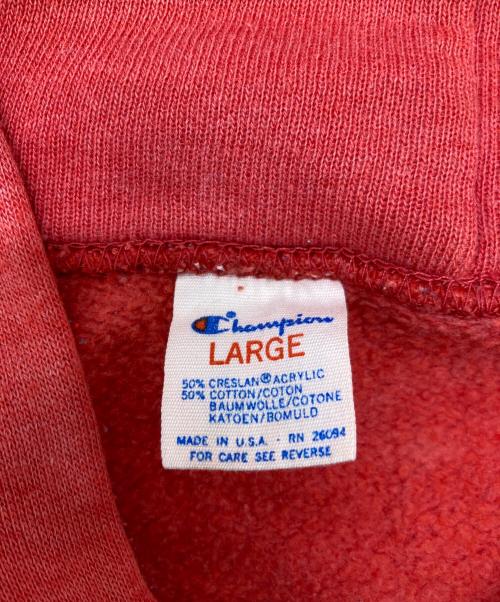 Champion
LARGE
50% CRESLAN® ACRYLIC
50% COTTON/COTON
BAUMWOLLE/COTONE
KATOEN/BOMULD
MADE IN U.S.A. - RN 26094
FOR CARE SEE REVERSE